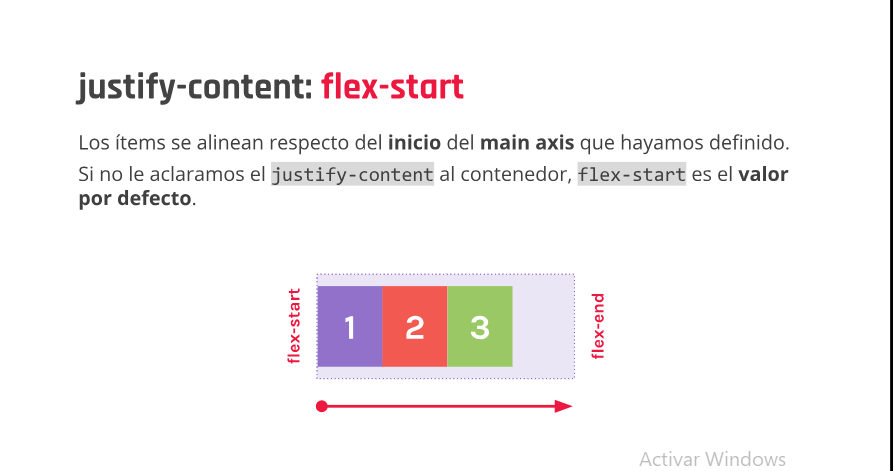 justify-content: flex-start
Los ítems se alinean respecto del inicio del main axis que hayamos definido.
Si no le aclaramos el justify-content al contenedor, flex-start es el valor
por defecto.
flex-start
1 2 3
flex-end
Activar Windows